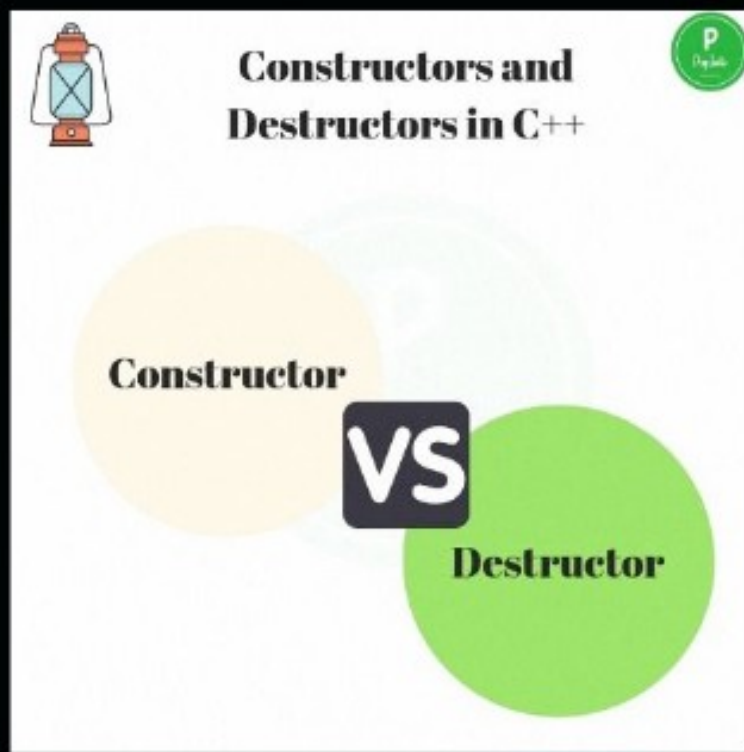 Constructors and
Destructors in C++
P
Constructor
VS
Destructor